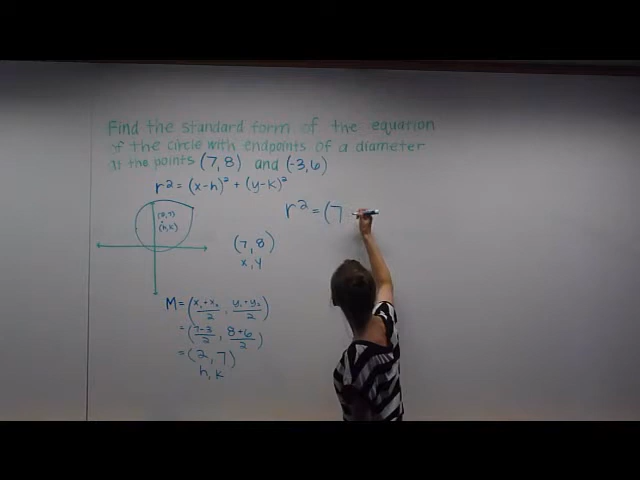 Find the standard form of the equation
of the circle with endpoints of a diameter
at the points (7,8) and (-3,6)
r² = (x-h)² + (y-k)²
r² = (7 -
(2,7)
(h,k)
(7,8)
x,y
M = (x₁+x₂/2, y₁+y₂/2)
= (7-3/2, 8+6/2)
= (2,7)
h,k